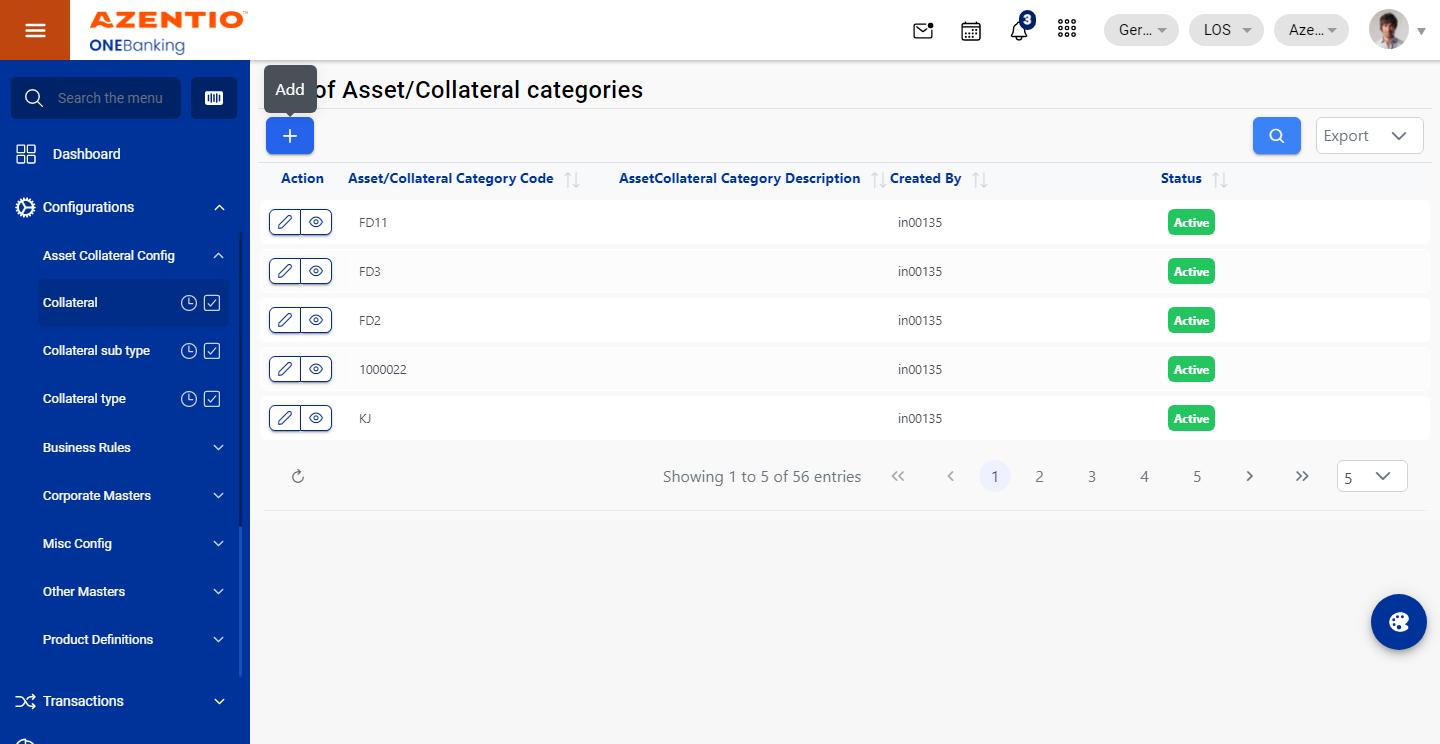 AZENTIO™
ONEBanking
3
Ger...
LOS
Aze...
Search the menu
Dashboard
Configurations
Asset Collateral Config
Collateral
Collateral sub type
Collateral type
Business Rules
Corporate Masters
Misc Config
Other Masters
Product Definitions
Transactions
Add
of Asset/Collateral categories
Export
Action Asset/Collateral Category Code AssetCollateral Category Description Created By Status
FD11 in00135 Active
FD3 in00135 Active
FD2 in00135 Active
1000022 in00135 Active
KJ in00135 Active
Showing 1 to 5 of 56 entries 1 2 3 4 5 5